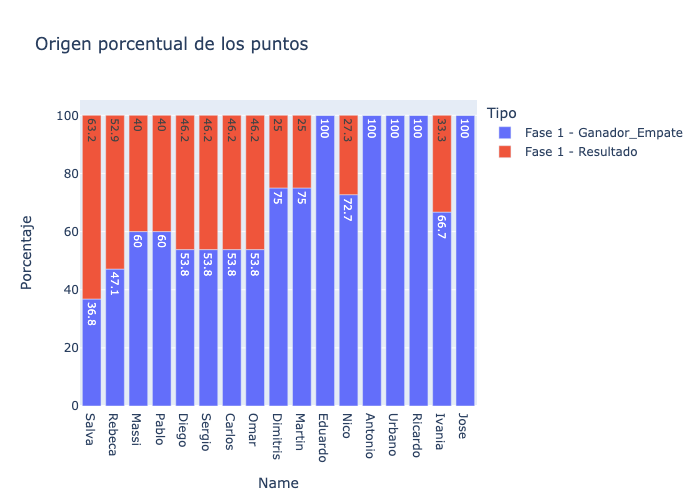 Origen porcentual de los puntos
Tipo
Fase 1 - Ganador_Empate
Fase 1 - Resultado
Porcentaje
100
80
60
40
20
0
63.2
52.9
40
40
46.2
46.2
46.2
46.2
25
25
27.3
33.3
36.8
47.1
60
60
53.8
53.8
53.8
53.8
75
75
100
72.7
100
100
100
66.7
100
Salva
Rebeca
Massi
Pablo
Diego
Sergio
Carlos
Omar
Dimitris
Martin
Eduardo
Nico
Antonio
Urbano
Ricardo
Ivania
Jose
Name